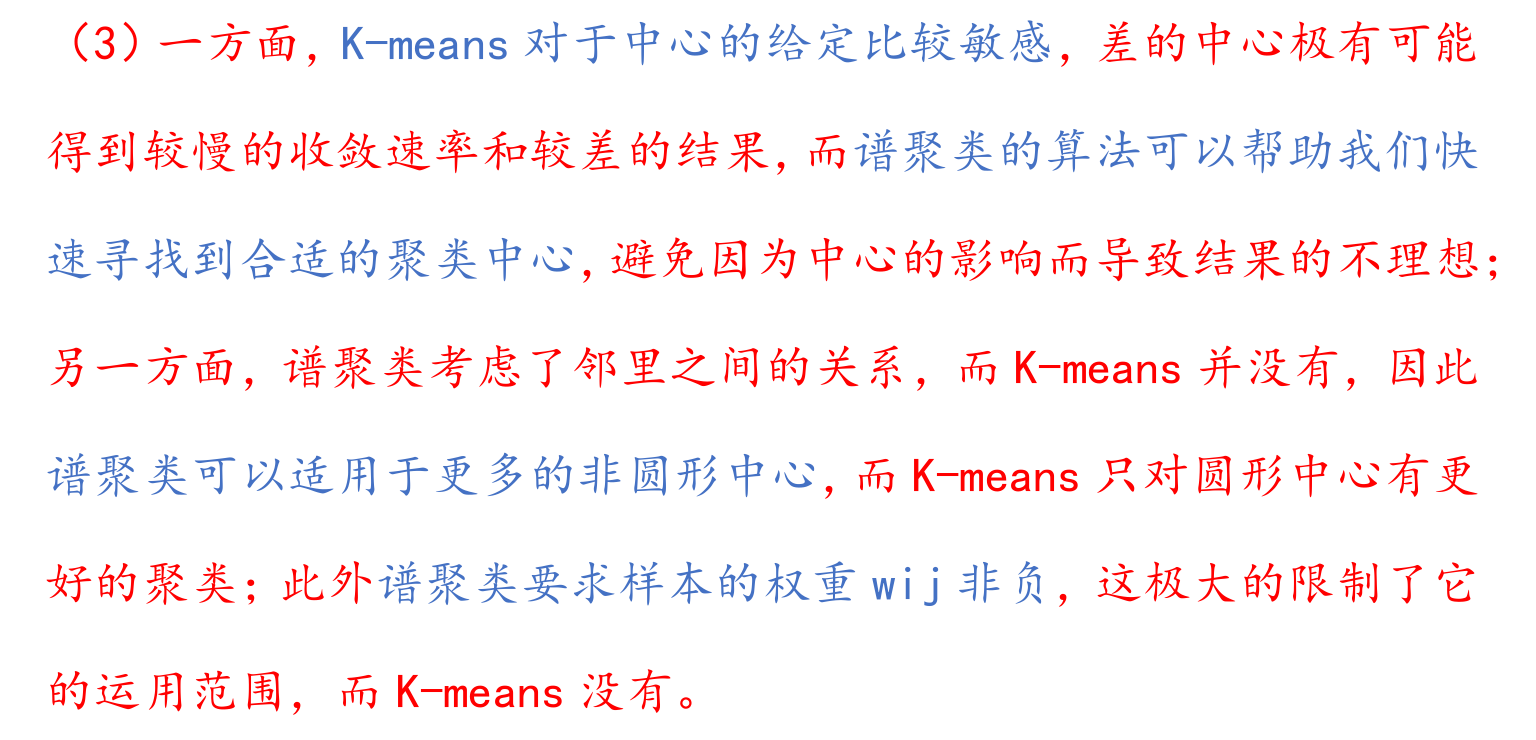 （3）一方面，K-means 对于中心的给定比较敏感，差的中心极有可能
得到较慢的收敛速率和较差的结果，而谱聚类的算法可以帮助我们快
速寻找到合适的聚类中心，避免因为中心的影响而导致结果的不理想；
另一方面，谱聚类考虑了邻里之间的关系，而 K-means 并没有，因此
谱聚类可以适用于更多的非圆形中心，而 K-means 只对圆形中心有更
好的聚类；此外谱聚类要求样本的权重 wij 非负，这极大的限制了它
的运用范围，而 K-means 没有。